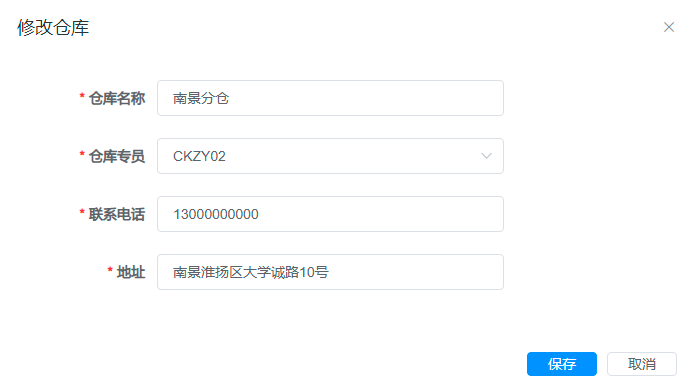 修改仓库
* 仓库名称 南景分仓
* 仓库专员 CKZY02
* 联系电话 13000000000
* 地址 南景淮扬区大学诚路10号
保存 取消